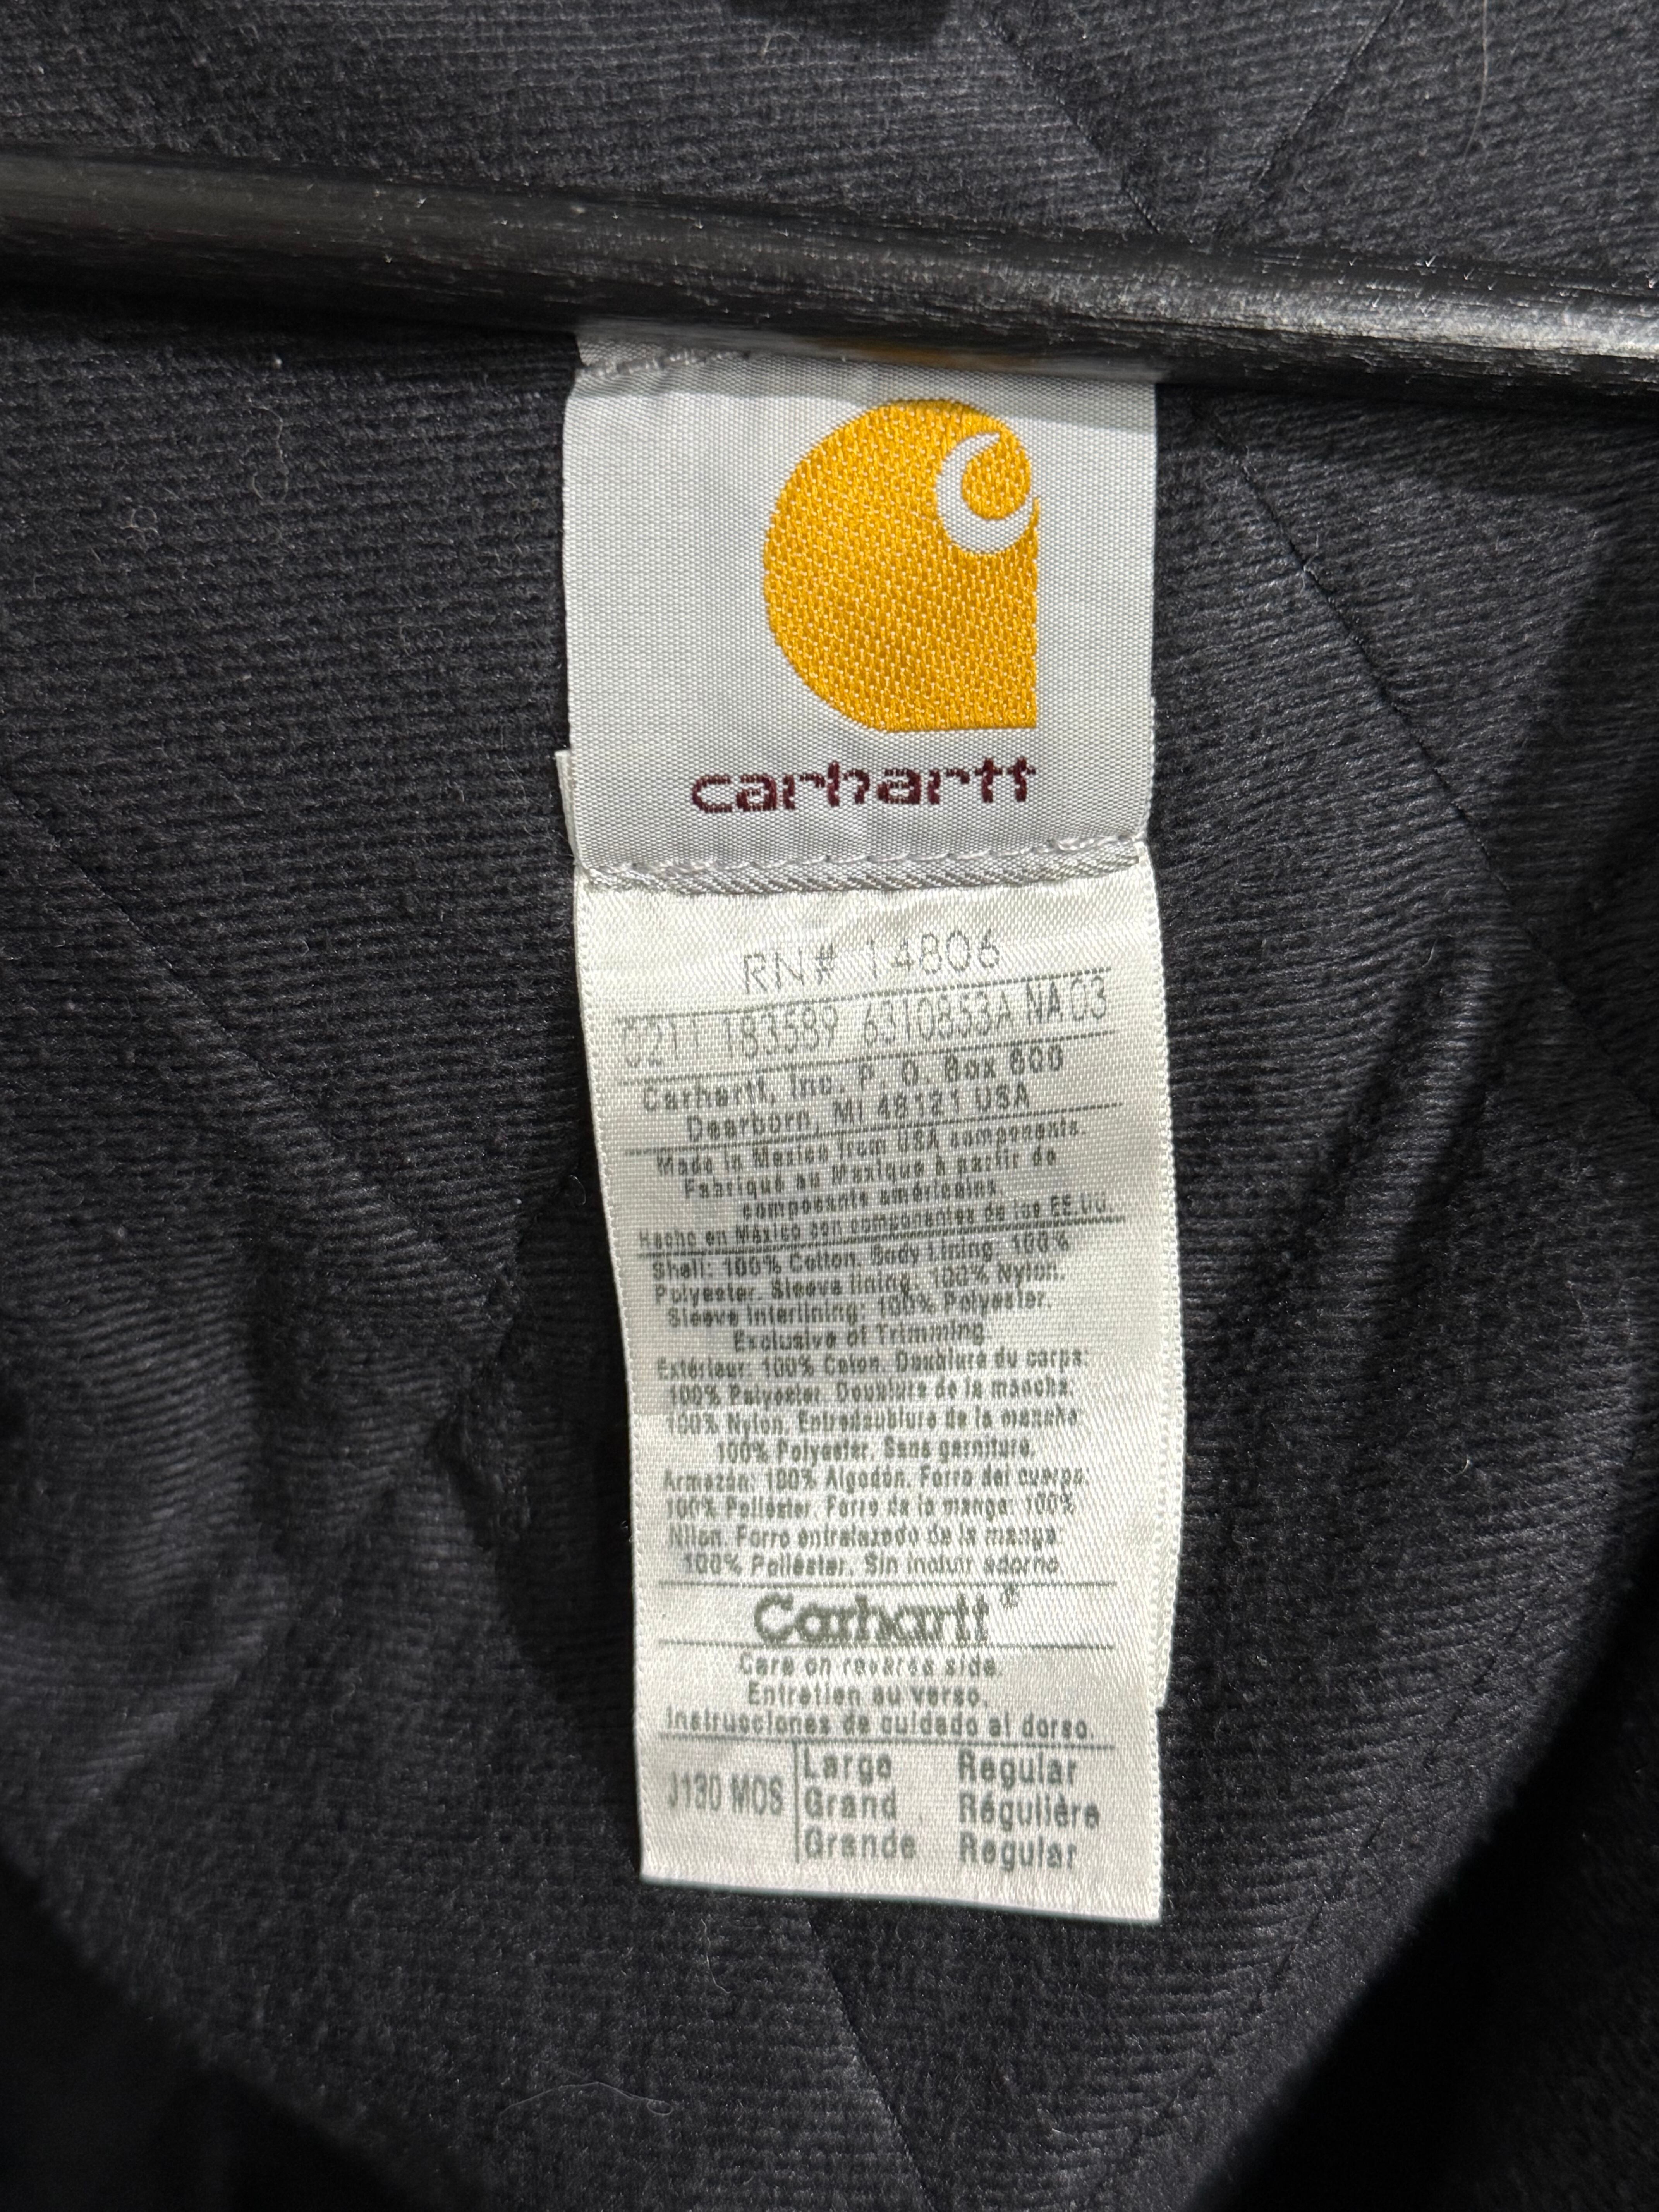 carhartt
RN# 14806
0211 183589 6310853A NA 03
Carhartt, Inc. P. O. Box 600
Dearborn, MI 48121 USA
Made in Mexico from USA components.
Fabriqué au Mexique à partir de
composants américains.
Hecho en México con componentes de los EE.UU.
Shell: 100% Cotton. Body Lining: 100%
Polyester. Sleeve lining: 100% Nylon.
Sleeve Interlining: 100% Polyester.
Exclusive of Trimming
Extérieur: 100% Coton. Doublure du corps:
100% Polyester. Doublure de la manche:
100% Nylon. Entredoublure de la manche:
100% Polyester. Sans garniture.
Armazón: 100% Algodón. Forro del cuerpo:
100% Poliéster. Forro de la manga: 100%
Nilon. Forro entrelazado de la manga:
100% Poliéster. Sin incluir adorno
Carhartt®
Care on reverse side.
Entretien au verso.
Instrucciones de cuidado al dorso.
J130 MOS Large Regular
Grand Régulière
Grande Regular